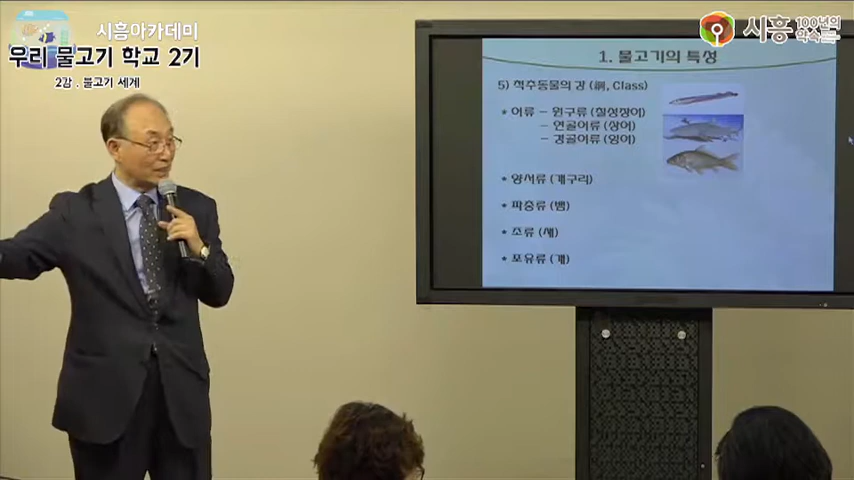 시흥아카데미
우리 물고기 학교 2기
2강. 물고기 세계
시흥 100년의
1. 물고기의 특성
5) 척추동물의 강 (綱, Class)
* 어류 - 원구류 (칠성장어)
- 연골어류 (상어)
- 경골어류 (잉어)
* 양서류 (개구리)
* 파충류 (뱀)
* 조류 (새)
* 포유류 (개)